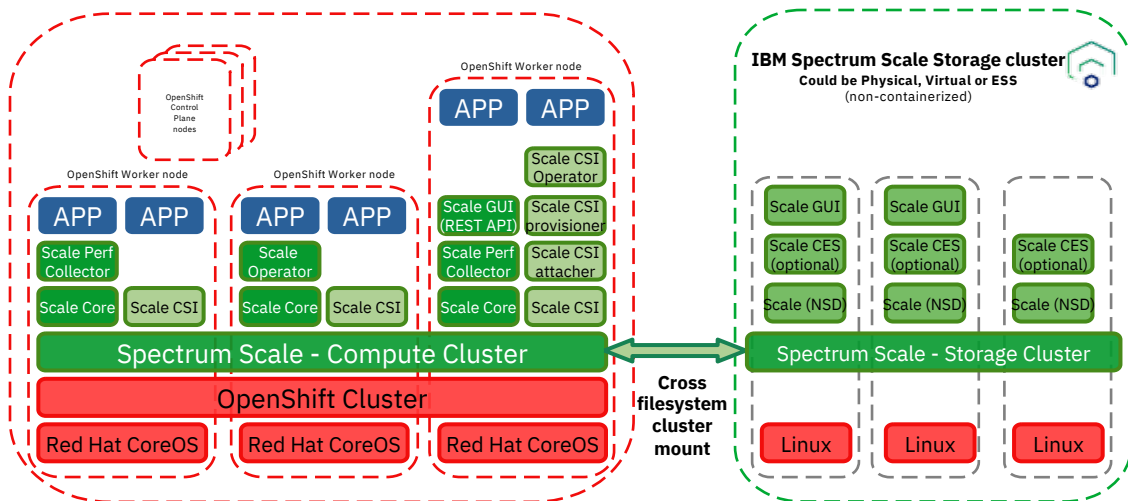 OpenShift
Control
Plane
nodes
OpenShift Worker node
APP
APP
Scale Perf
Collector
Scale Core
Scale CSI
Red Hat CoreOS
OpenShift Worker node
APP
APP
Scale
Operator
Scale Core
Scale CSI
Red Hat CoreOS
OpenShift Worker node
APP
APP
Scale CSI
Operator
Scale GUI
(REST API)
Scale CSI
provisioner
Scale Perf
Collector
Scale CSI
attacher
Scale Core
Scale CSI
Red Hat CoreOS
Spectrum Scale - Compute Cluster
OpenShift Cluster
Cross
filesystem
cluster
mount
IBM Spectrum Scale Storage cluster
Could be Physical, Virtual or ESS
(non-containerized)
Scale GUI
Scale CES
(optional)
Scale (NSD)
Linux
Scale GUI
Scale CES
(optional)
Scale (NSD)
Linux
Scale CES
(optional)
Scale (NSD)
Linux
Spectrum Scale - Storage Cluster